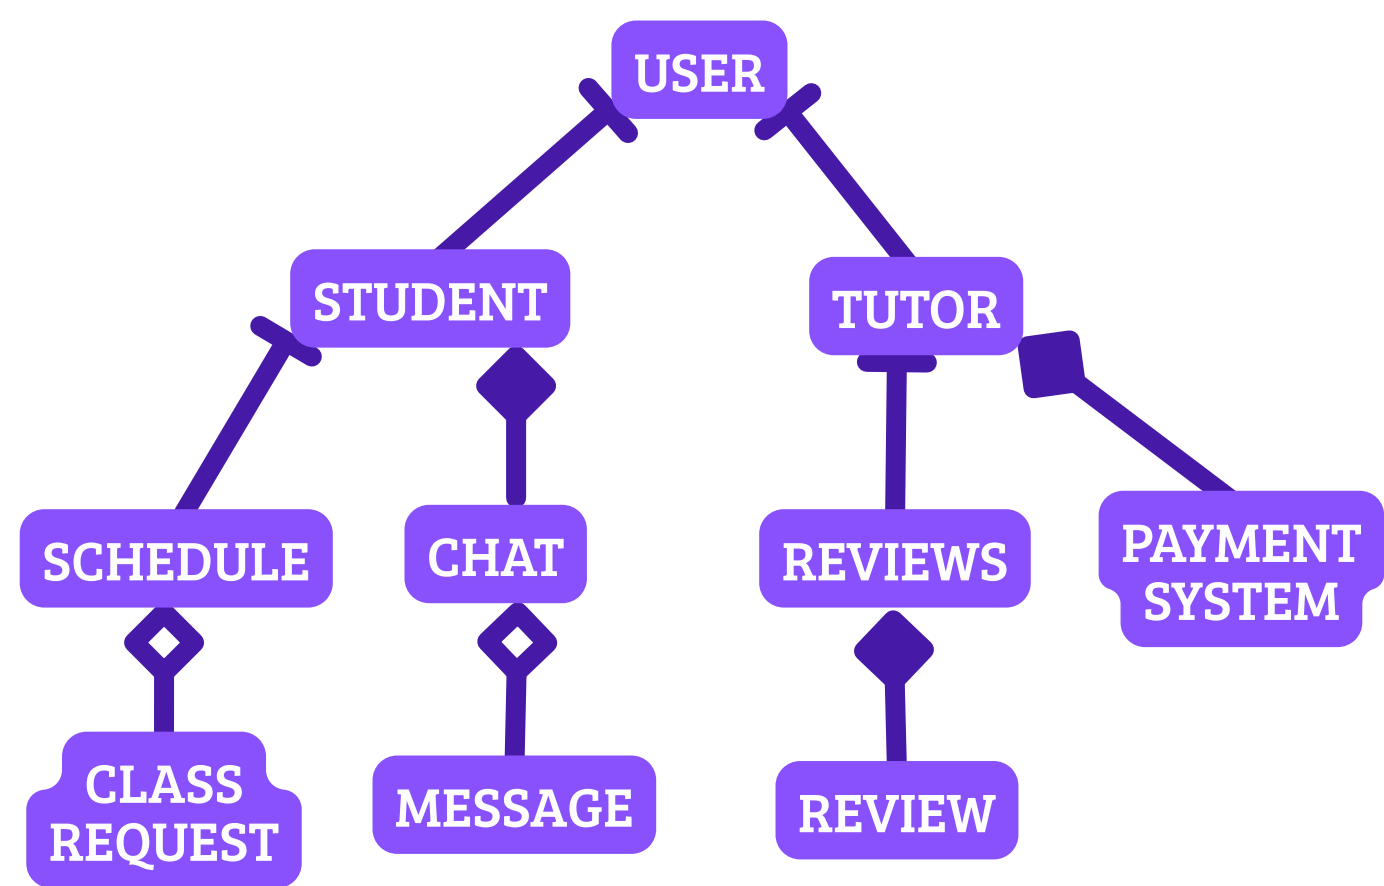 USER
STUDENT
TUTOR
SCHEDULE
CHAT
REVIEWS
PAYMENT
SYSTEM
CLASS
REQUEST
MESSAGE
REVIEW